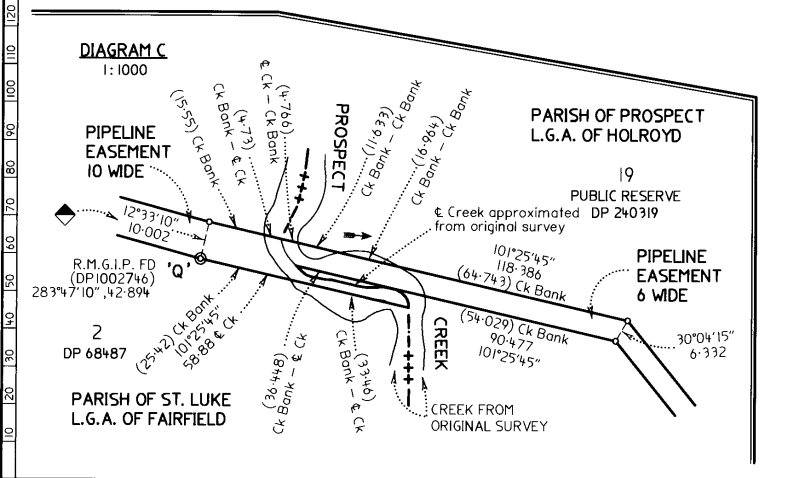 DIAGRAM C
1:1000
PIPELINE
EASEMENT
10 WIDE
(15·55) Ck Bank
(4·73)
Ck Bank – ℄ Ck
(4·766)
℄ Ck – Ck Bank
PROSPECT
(11·633)
Ck Bank – Ck Bank
(16·964)
Ck Bank – Ck Bank
PARISH OF PROSPECT
L.G.A. OF HOLROYD
19
PUBLIC RESERVE
DP 240319
℄ Creek approximated
from original survey
12°33'10"
10·002
R.M.G.I.P. FD
(DP1002746)
283°47'10" ,42·894
'Q'
101°25'45"
118·386
(64·743) Ck Bank
PIPELINE
EASEMENT
6 WIDE
(54·029) Ck Bank
90·477
101°25'45"
30°04'15"
6·332
2
DP 68487
(25·42) Ck Bank
101°25'45"
58·88 ℄ Ck
(36·448)
Ck Bank – ℄ Ck
(33·46)
Ck Bank – ℄ Ck
CREEK
PARISH OF ST. LUKE
L.G.A. OF FAIRFIELD
CREEK FROM
ORIGINAL SURVEY
120
110
100
90
80
70
60
50
140
30
120
10